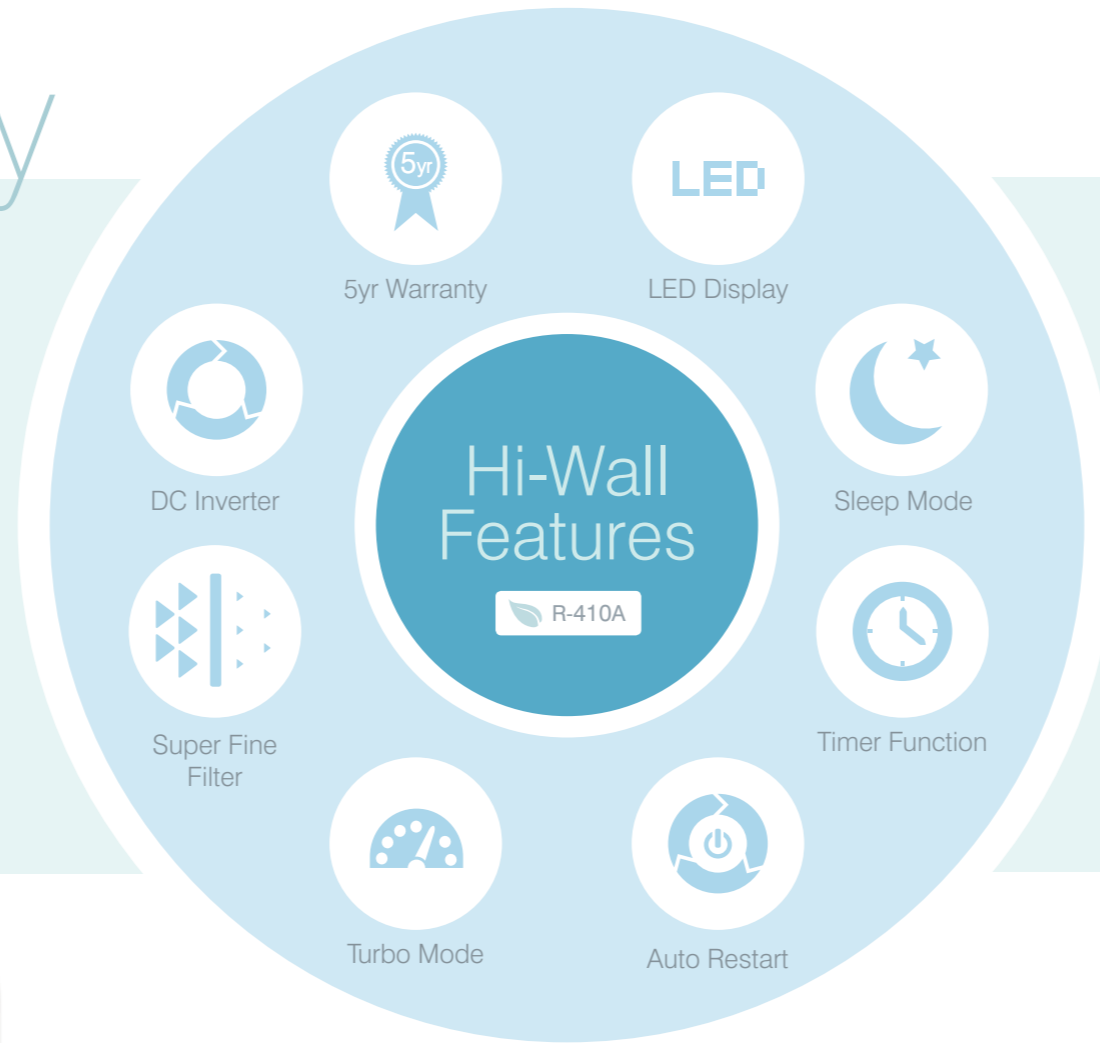 y
5yr
5yr Warranty
LED
LED Display
DC Inverter
Sleep Mode
Hi-Wall
Features
R-410A
Super Fine
Filter
Timer Function
Turbo Mode
Auto Restart